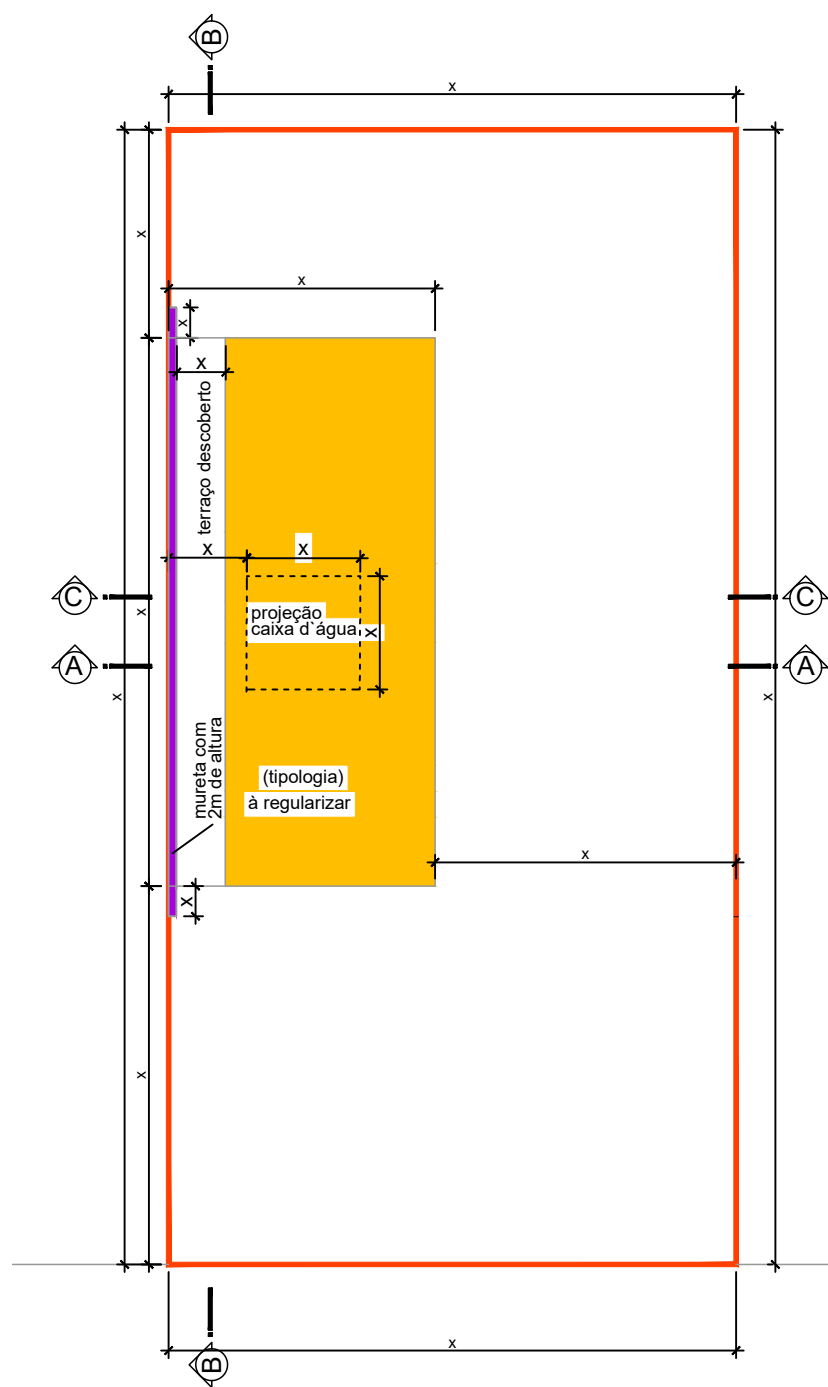 B
x
x
x
x
x
terraço descoberto
x
x
C
C
x
projeção
caixa d`água
x
A
A
x
x
mureta com
2m de altura
(tipologia)
à regularizar
x
x
x
x
B